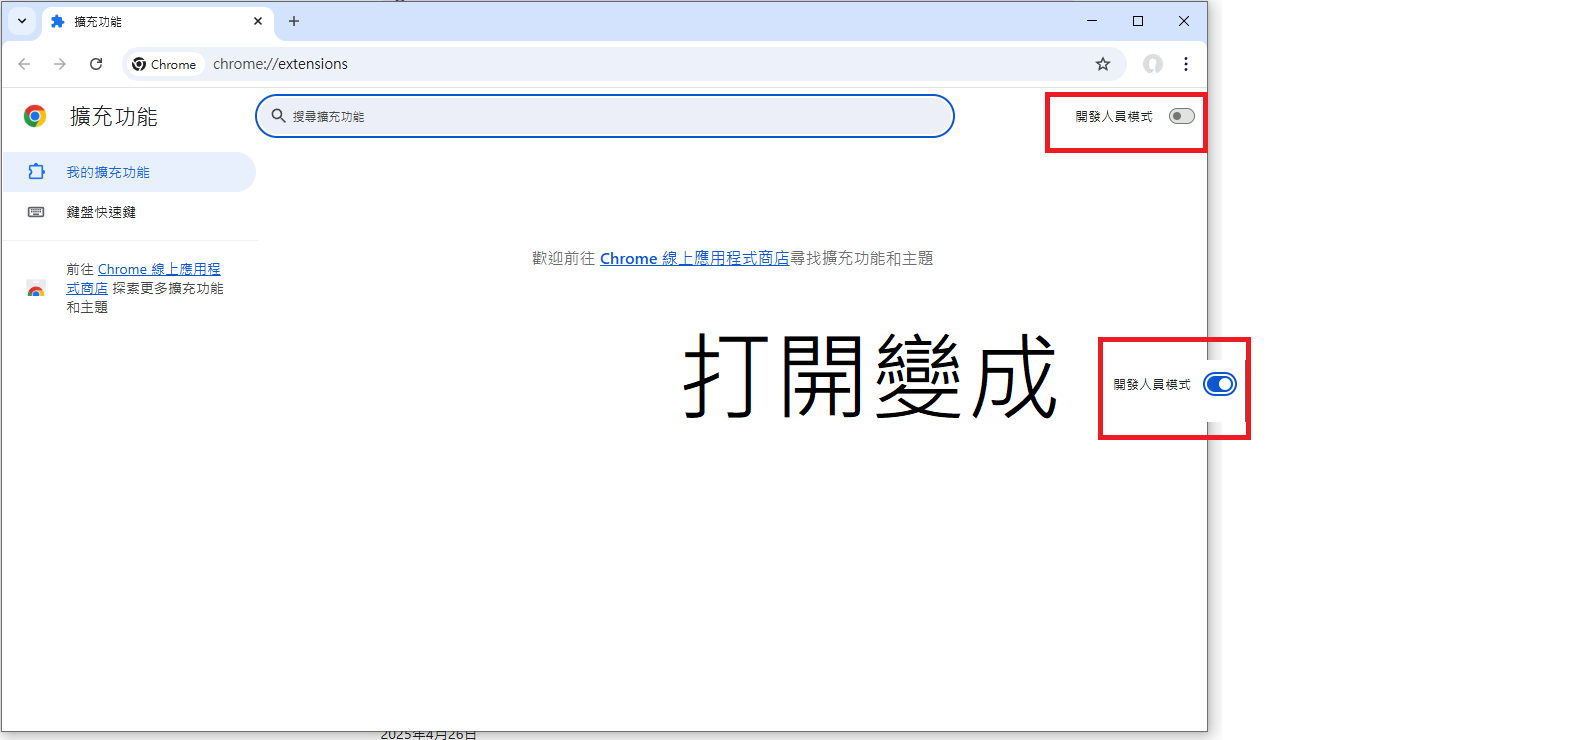 擴充功能
Chrome
chrome://extensions
擴充功能
搜尋擴充功能
開發人員模式
我的擴充功能
鍵盤快速鍵
前往 Chrome 線上應用程
式商店 探索更多擴充功能
和主題
歡迎前往 Chrome 線上應用程式商店尋找擴充功能和主題
打開變成
開發人員模式
2025年4月26日